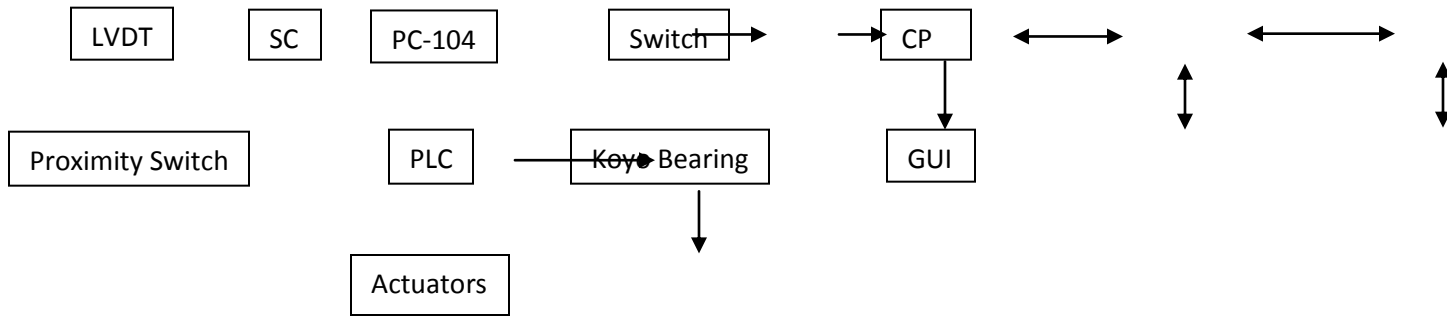 LVDT
SC
PC-104
Switch
CP
Proximity Switch
PLC
Koyo Bearing
GUI
Actuators